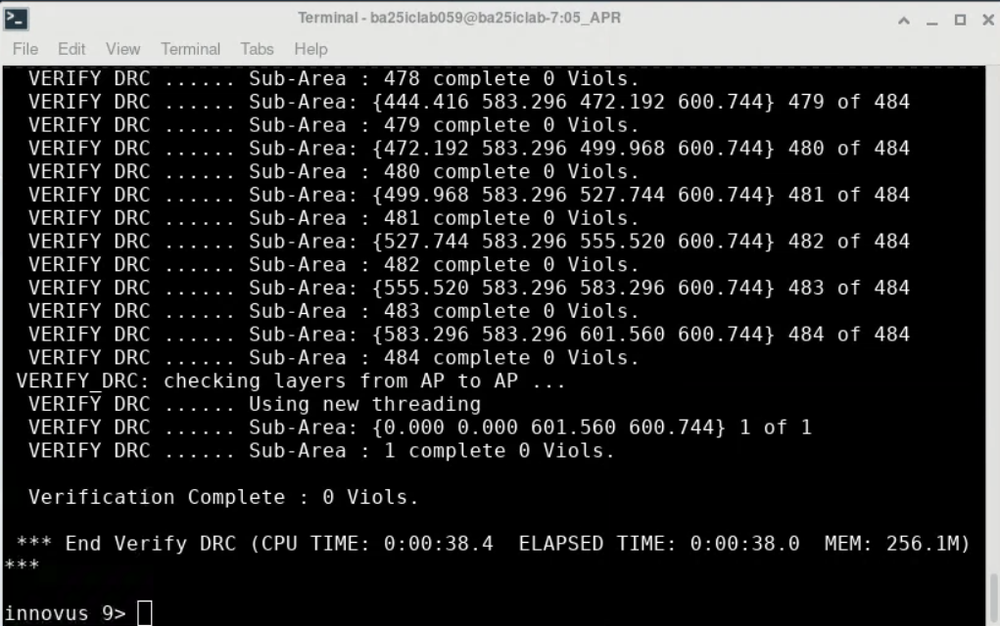 Terminal - ba25iclab059@ba25iclab-7:05_APR
File Edit View Terminal Tabs Help
VERIFY DRC ...... Sub-Area : 478 complete 0 Viols.
VERIFY DRC ...... Sub-Area: {444.416 583.296 472.192 600.744} 479 of 484
VERIFY DRC ...... Sub-Area : 479 complete 0 Viols.
VERIFY DRC ...... Sub-Area: {472.192 583.296 499.968 600.744} 480 of 484
VERIFY DRC ...... Sub-Area : 480 complete 0 Viols.
VERIFY DRC ...... Sub-Area: {499.968 583.296 527.744 600.744} 481 of 484
VERIFY DRC ...... Sub-Area : 481 complete 0 Viols.
VERIFY DRC ...... Sub-Area: {527.744 583.296 555.520 600.744} 482 of 484
VERIFY DRC ...... Sub-Area : 482 complete 0 Viols.
VERIFY DRC ...... Sub-Area: {555.520 583.296 583.296 600.744} 483 of 484
VERIFY DRC ...... Sub-Area : 483 complete 0 Viols.
VERIFY DRC ...... Sub-Area: {583.296 583.296 601.560 600.744} 484 of 484
VERIFY DRC ...... Sub-Area : 484 complete 0 Viols.
VERIFY_DRC: checking layers from AP to AP ...
VERIFY DRC ...... Using new threading
VERIFY DRC ...... Sub-Area: {0.000 0.000 601.560 600.744} 1 of 1
VERIFY DRC ...... Sub-Area : 1 complete 0 Viols.
Verification Complete : 0 Viols.
*** End Verify DRC (CPU TIME: 0:00:38.4 ELAPSED TIME: 0:00:38.0 MEM: 256.1M)
***
innovus 9>